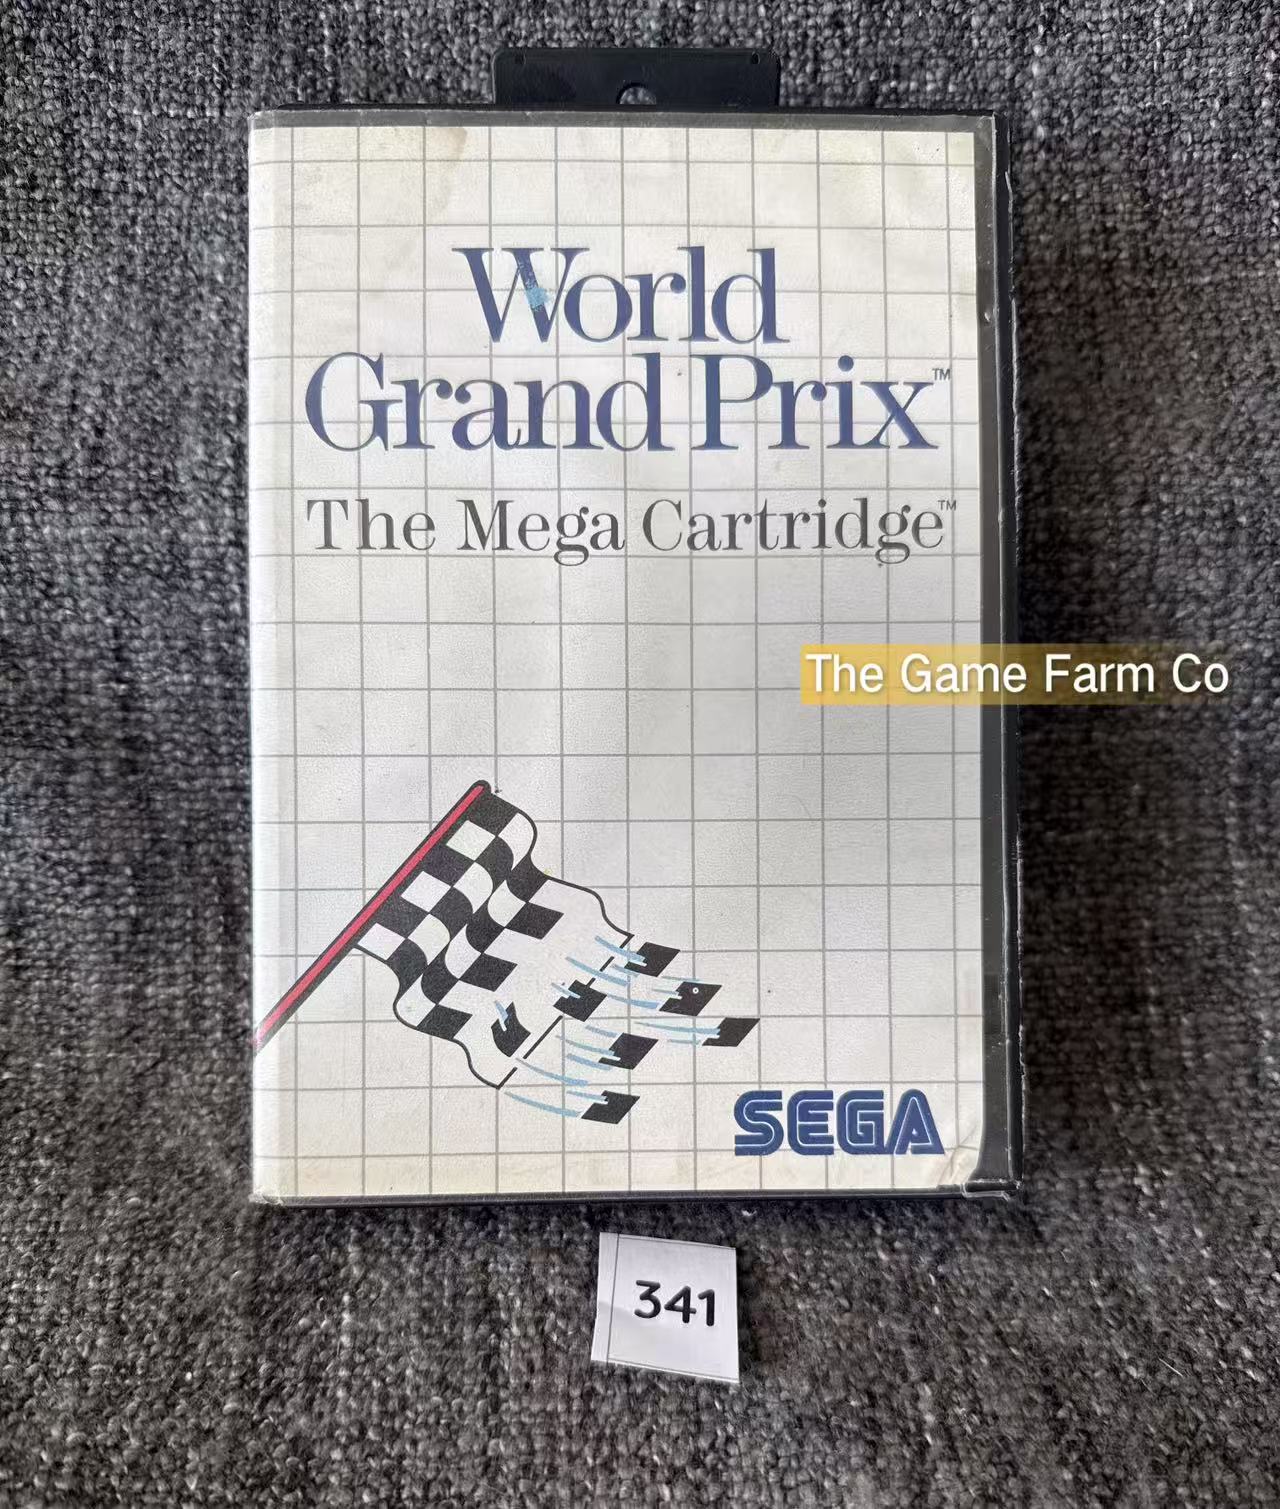 World
Grand Prix™
The Mega Cartridge™
The Game Farm Co
SEGA
341